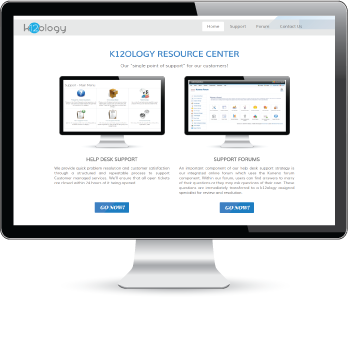 k12ology
Home Support Forum Contact Us
K12OLOGY RESOURCE CENTER
Our "single point of support" for our customers!
HELP DESK SUPPORT
We provide quality problem resolution and customer satisfaction
through a structured and repeatable process to support
Customer managed services. We'll ensure that all open tickets
are closed within 24 hours of it being opened.
GO NOW!
SUPPORT FORUMS
An important component of our help desk support strategy is
our integrated online forum which uses the
component. Within our forum, users can find answers to many
of their questions or they may ask questions of their own. These
questions are immediately transferred to a k12ology assigned
specialist for review and resolution.
GO NOW!